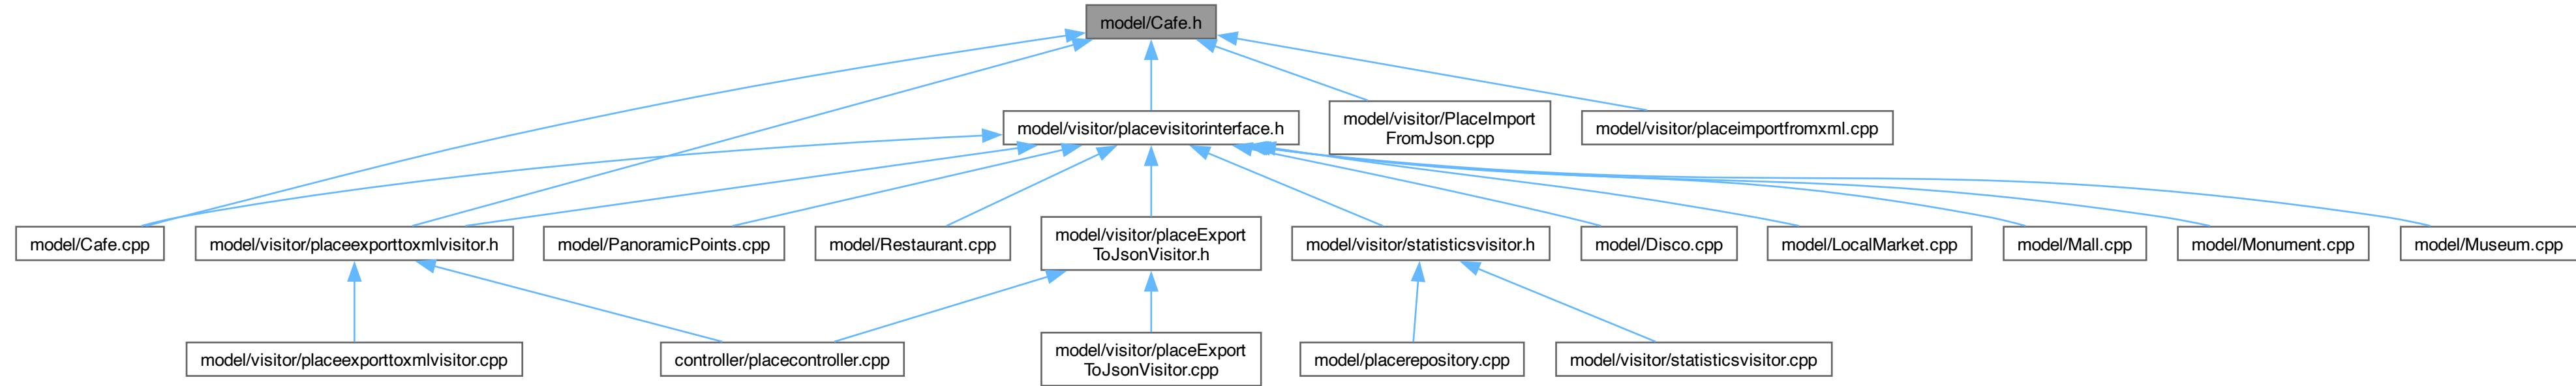 model/Cafe.h
model/visitor/placevisitorinterface.h
model/visitor/PlaceImport
FromJson.cpp
model/visitor/placeimportfromxml.cpp
model/Cafe.cpp
model/visitor/placeexporttoxmlvisitor.h
model/PanoramicPoints.cpp
model/Restaurant.cpp
model/visitor/placeExport
ToJsonVisitor.h
model/visitor/statisticsvisitor.h
model/Disco.cpp
model/LocalMarket.cpp
model/Mall.cpp
model/Monument.cpp
model/Museum.cpp
model/visitor/placeexporttoxmlvisitor.cpp
controller/placecontroller.cpp
model/visitor/placeExport
ToJsonVisitor.cpp
model/placerepository.cpp
model/visitor/statisticsvisitor.cpp